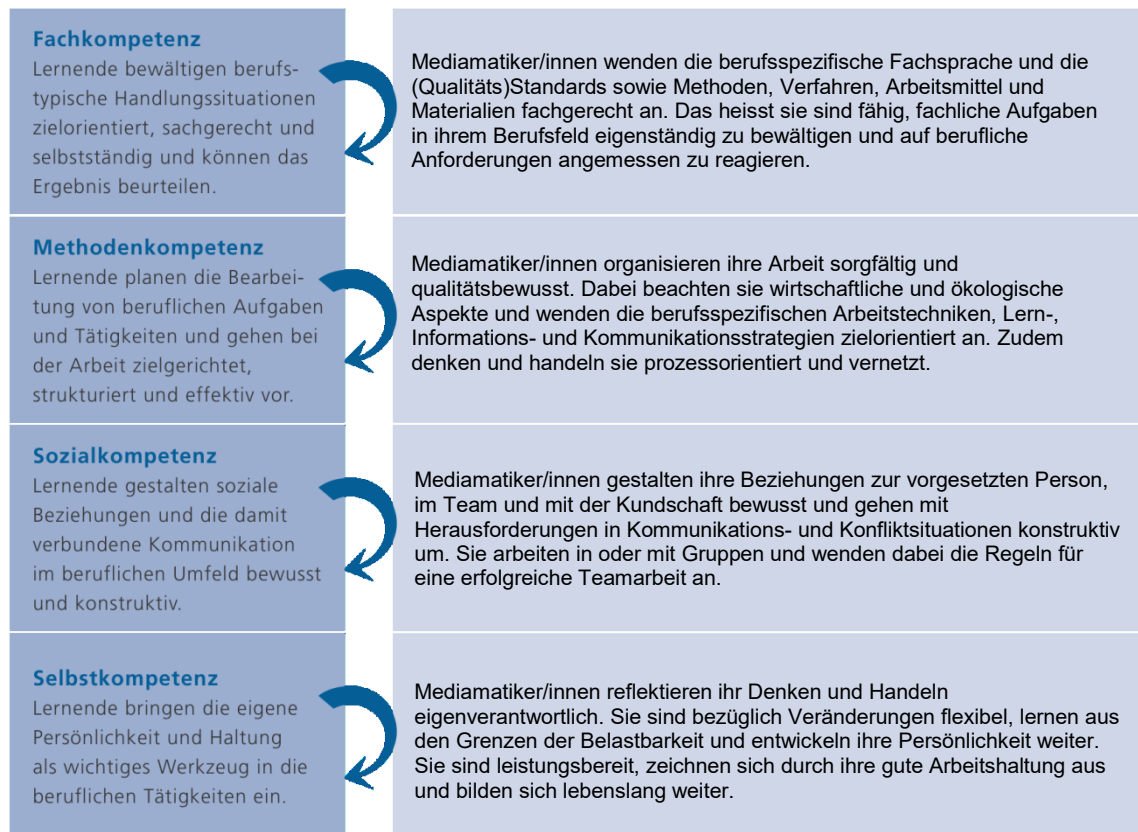 Fachkompetenz
Lernende bewältigen berufs-
typische Handlungssituationen
zielorientiert, sachgerecht und
selbstständig und können das
Ergebnis beurteilen.
Mediamatiker/innen wenden die berufsspezifische Fachsprache und die
(Qualitäts)Standards sowie Methoden, Verfahren, Arbeitsmittel und
Materialien fachgerecht an. Das heisst sie sind fähig, fachliche Aufgaben
in ihrem Berufsfeld eigenständig zu bewältigen und auf berufliche
Anforderungen angemessen zu reagieren.
Methodenkompetenz
Lernende planen die Bearbei-
tung von beruflichen Aufgaben
und Tätigkeiten und gehen bei
der Arbeit zielgerichtet,
strukturiert und effektiv vor.
Mediamatiker/innen organisieren ihre Arbeit sorgfältig und
qualitätsbewusst. Dabei beachten sie wirtschaftliche und ökologische
Aspekte und wenden die berufsspezifischen Arbeitstechniken, Lern-,
Informations- und Kommunikationsstrategien zielorientiert an. Zudem
denken und handeln sie prozessorientiert und vernetzt.
Sozialkompetenz
Lernende gestalten soziale
Beziehungen und die damit
verbundene Kommunikation
im beruflichen Umfeld bewusst
und konstruktiv.
Mediamatiker/innen gestalten ihre Beziehungen zur vorgesetzten Person,
im Team und mit der Kundschaft bewusst und gehen mit
Herausforderungen in Kommunikations- und Konfliktsituationen konstruktiv
um. Sie arbeiten in oder mit Gruppen und wenden dabei die Regeln für
eine erfolgreiche Teamarbeit an.
Selbstkompetenz
Lernende bringen die eigene
Persönlichkeit und Haltung
als wichtiges Werkzeug in die
beruflichen Tätigkeiten ein.
Mediamatiker/innen reflektieren ihr Denken und Handeln
eigenverantwortlich. Sie sind bezüglich Veränderungen flexibel, lernen aus
den Grenzen der Belastbarkeit und entwickeln ihre Persönlichkeit weiter.
Sie sind leistungsbereit, zeichnen sich durch ihre gute Arbeitshaltung aus
und bilden sich lebenslang weiter.